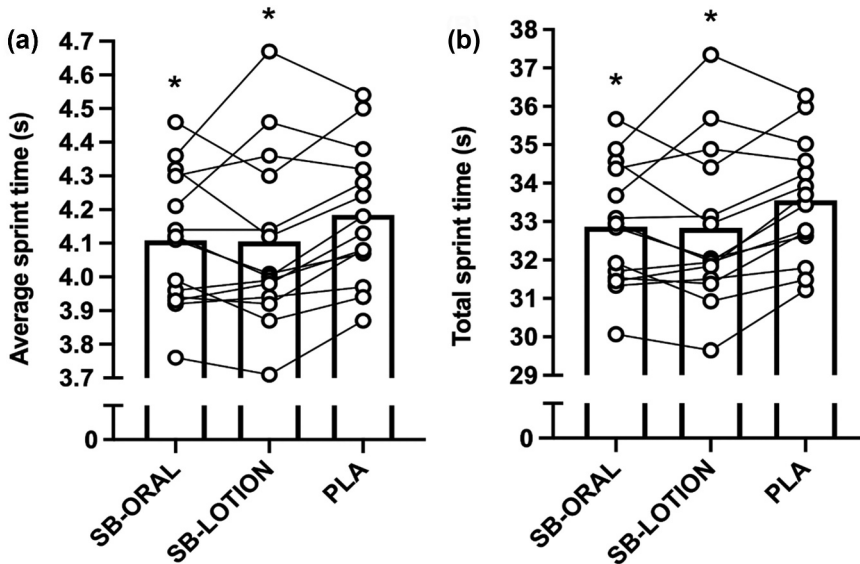 (a)
Average sprint time (s)
4.7
4.6
4.5
4.4
4.3
4.2
4.1
4.0
3.9
3.8
3.7
0
*
*
SB-ORAL
SB-LOTION
PLA
(b)
Total sprint time (s)
38
37
36
35
34
33
32
31
30
29
0
*
*
SB-ORAL
SB-LOTION
PLA